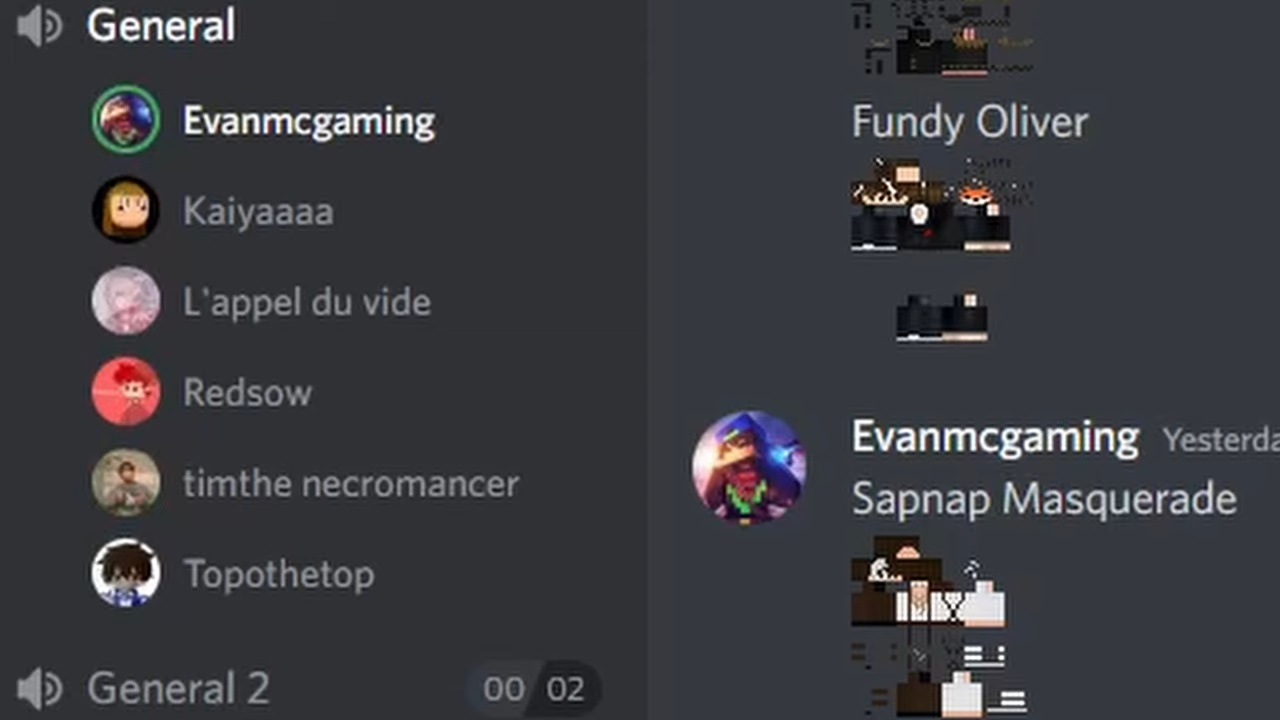 General
Evanmcgaming
Kaiyaaaa
L'appel du vide
Redsow
timthe necromancer
Topothetop
General 2 00 02
Fundy Oliver
Evanmcgaming
Sapnap Masquerade